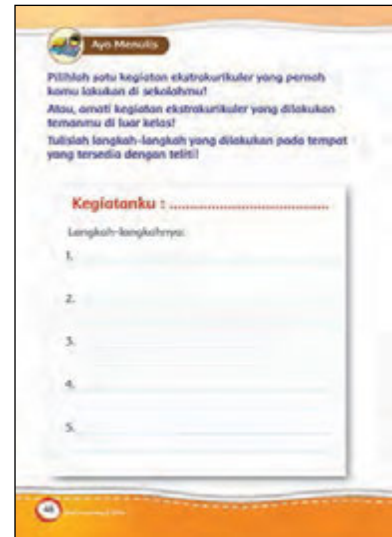 Ayo Menulis
Pilihlah satu kegiatan ekstrakurikuler yang pernah
kamu lakukan di sekolahmu!
Atau, amati kegiatan ekstrakurikuler yang dilakukan
temanmu di luar kelas!
Tulislah langkah-langkah yang dilakukan pada tempat
yang tersedia dengan teliti!
Kegiatanku : ........................................
Langkah-langkahnya:
1.
2.
3.
4.
5.